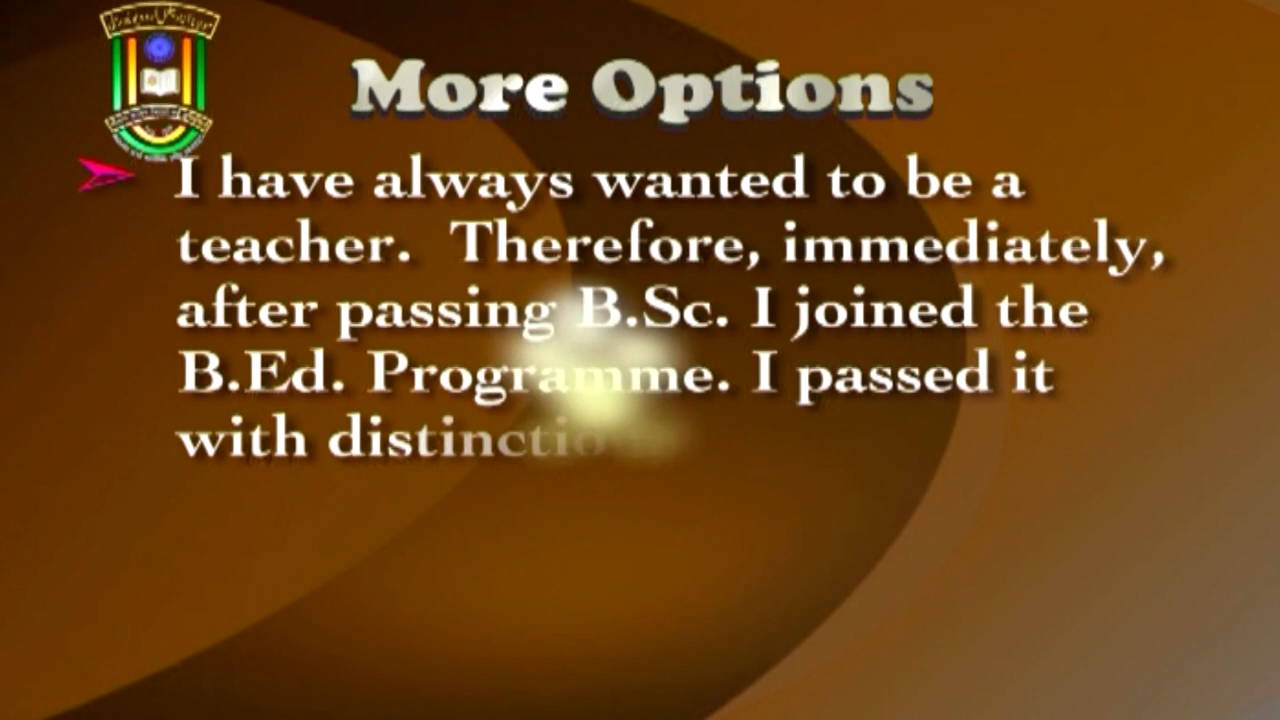 More Options
I have always wanted to be a
teacher. Therefore, immediately,
after passing B.Sc. I joined the
B.Ed. Programme. I passed it
with